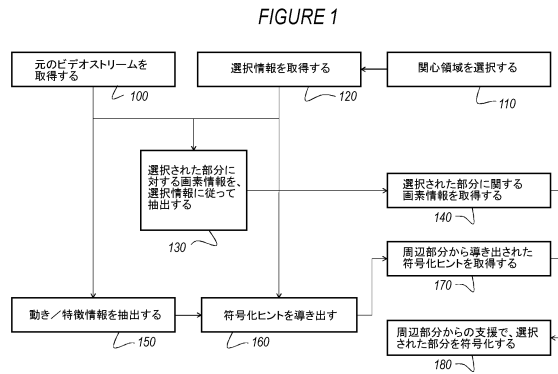 FIGURE 1
元のビデオストリームを
取得する
100
選択情報を取得する
120
関心領域を選択する
110
選択された部分に
対する画素情報を、
選択情報に従って
抽出する
130
選択された部分に関する
画素情報を取得する
140
周辺部分から導き出された
符号化ヒントを取得する
170
動き／特徴情報を抽出する
150
符号化ヒントを導き出す
160
周辺部分からの支援で、選
択された部分を符号化する
180